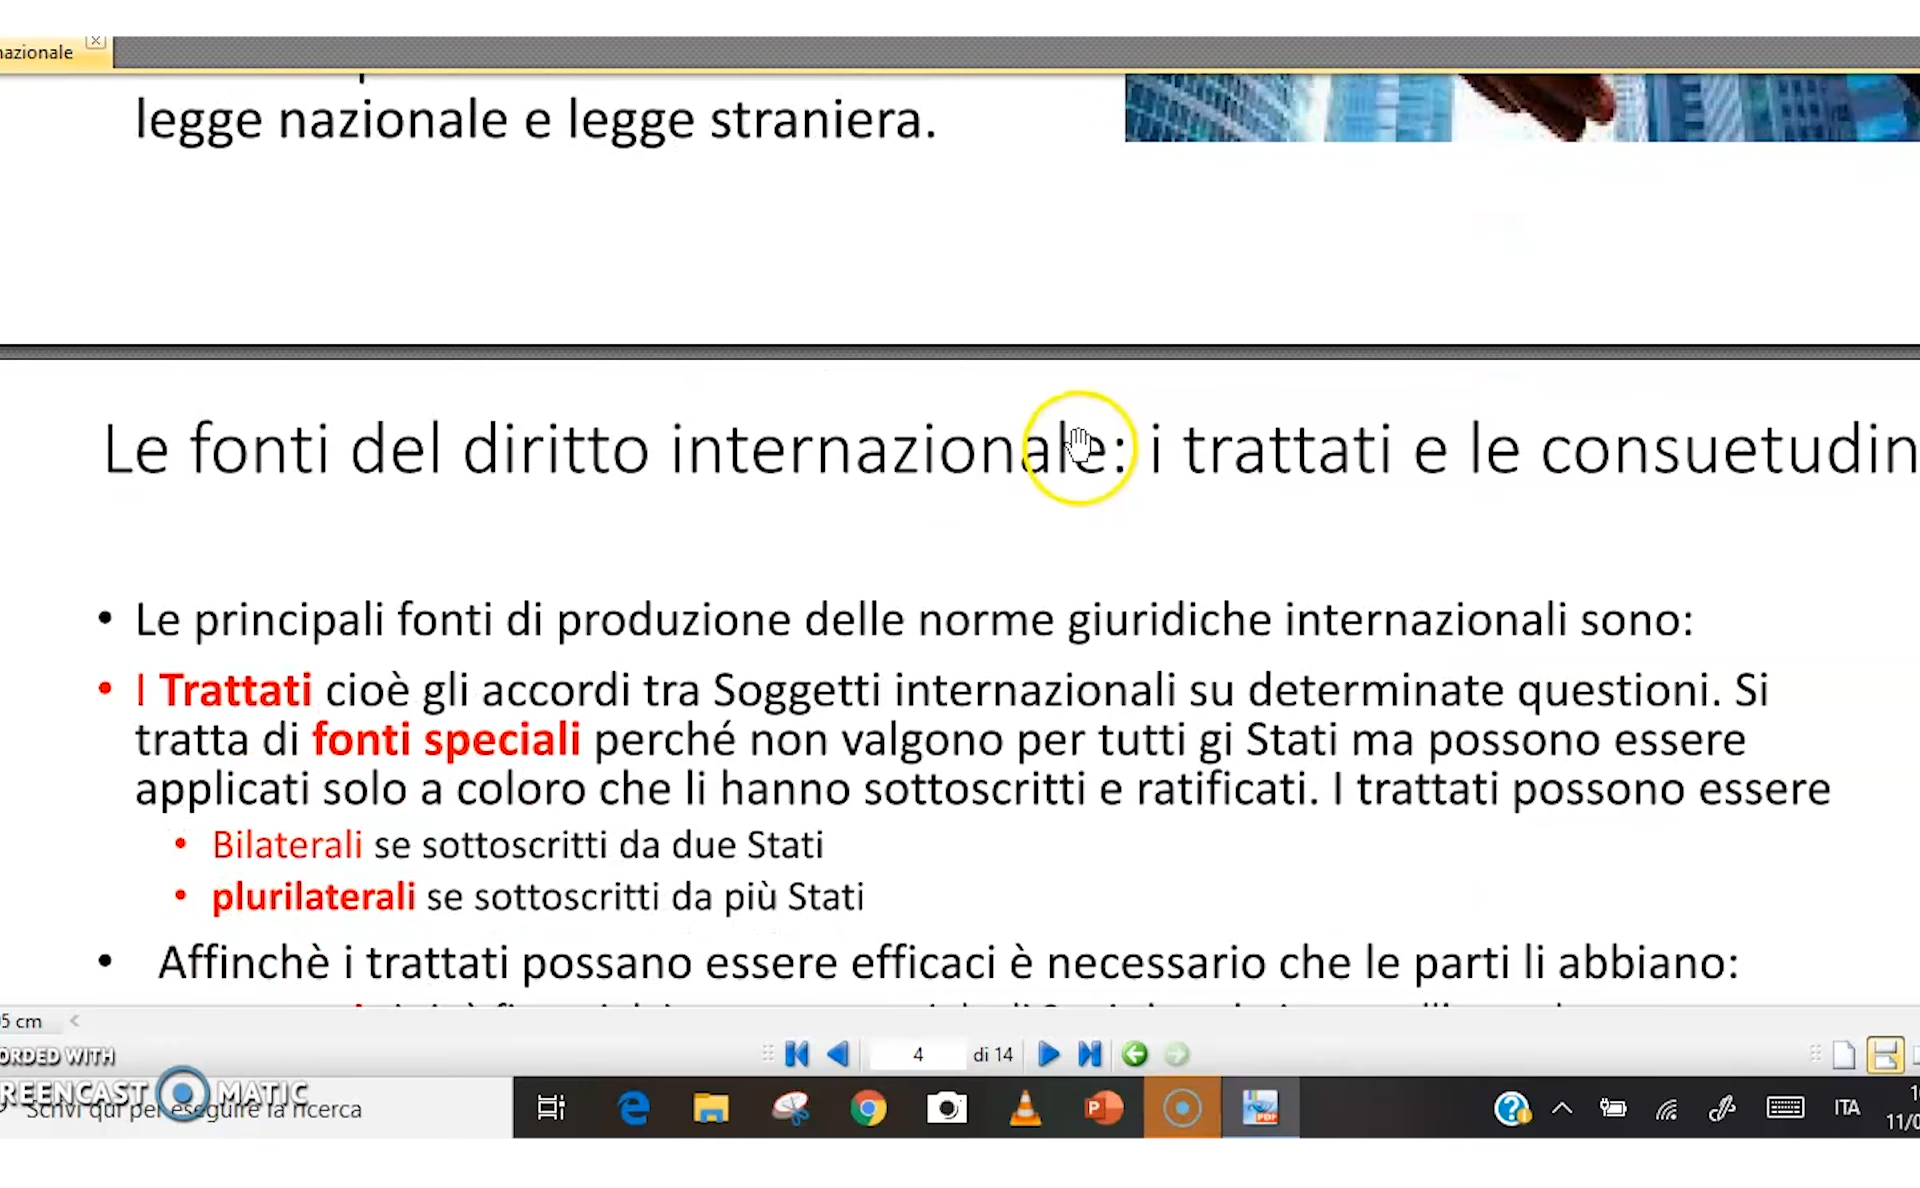 nazionale
legge nazionale e legge straniera.
Le fonti del diritto internazionale: i trattati e le consuetudin
• Le principali fonti di produzione delle norme giuridiche internazionali sono:
• I Trattati cioè gli accordi tra Soggetti internazionali su determinate questioni. Si
tratta di fonti speciali perché non valgono per tutti gi Stati ma possono essere
applicati solo a coloro che li hanno sottoscritti e ratificati. I trattati possono essere
• Bilaterali se sottoscritti da due Stati
• plurilaterali se sottoscritti da più Stati
• Affinchè i trattati possano essere efficaci è necessario che le parti li abbiano:
5 cm
4 di 14
ORDED WITH
REENCAST MATIC
Scrivi qui per eseguire la ricerca
ITA
11/0